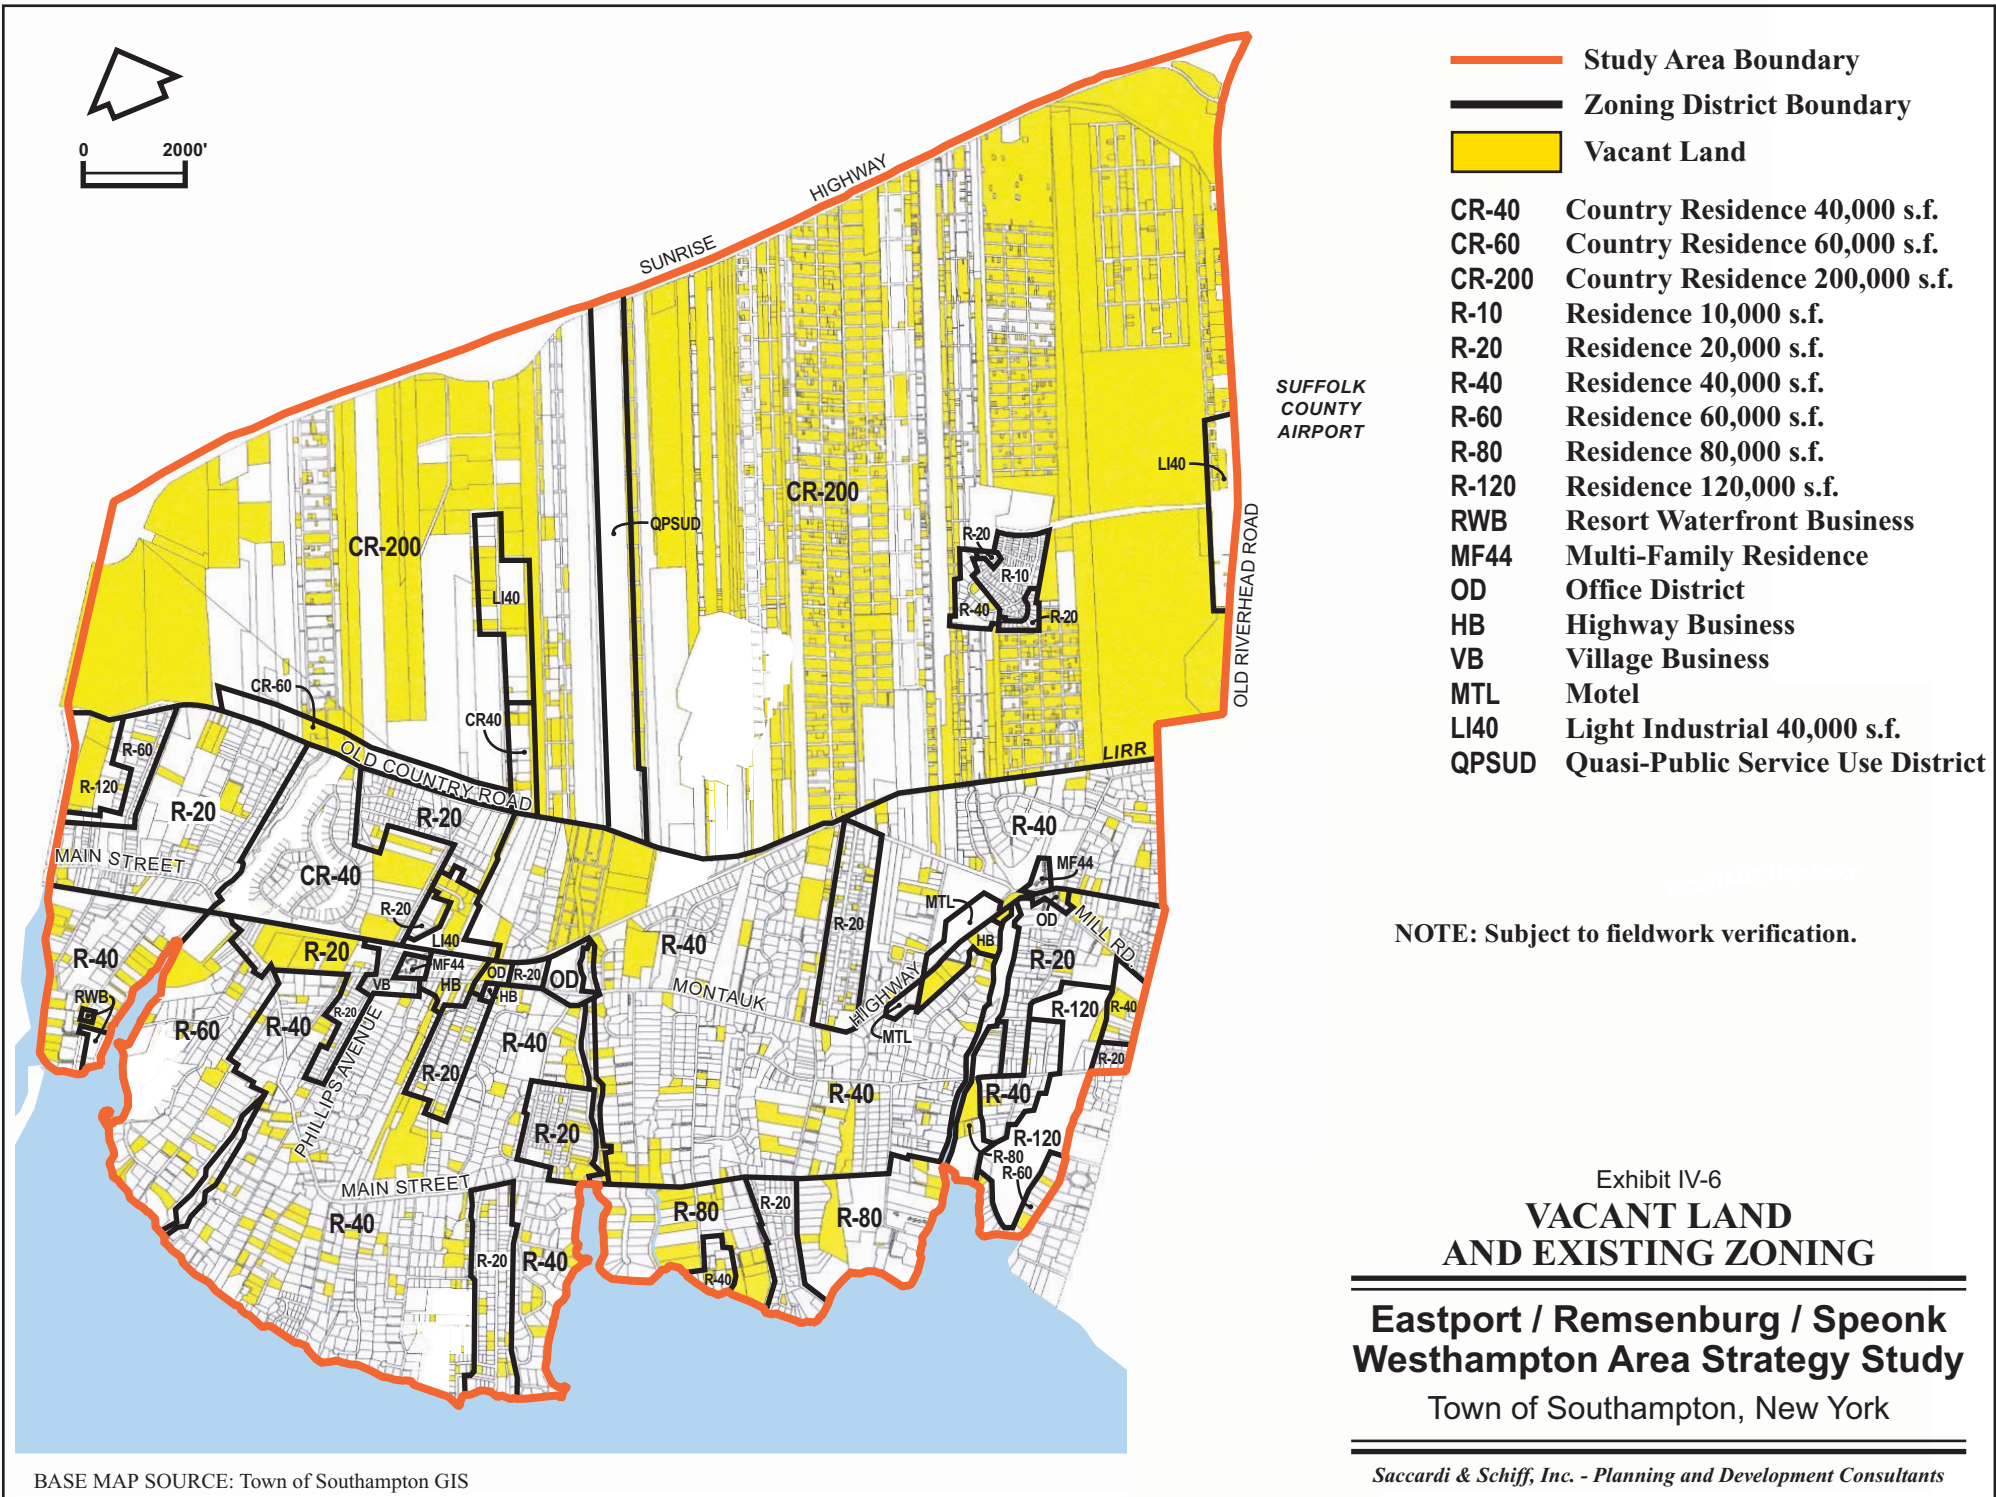 0 2000'
Study Area Boundary
Zoning District Boundary
Vacant Land
CR-40 Country Residence 40,000 s.f.
CR-60 Country Residence 60,000 s.f.
CR-200 Country Residence 200,000 s.f.
R-10 Residence 10,000 s.f.
R-20 Residence 20,000 s.f.
R-40 Residence 40,000 s.f.
R-60 Residence 60,000 s.f.
R-80 Residence 80,000 s.f.
R-120 Residence 120,000 s.f.
RWB Resort Waterfront Business
MF44 Multi-Family Residence
OD Office District
HB Highway Business
VB Village Business
MTL Motel
LI40 Light Industrial 40,000 s.f.
QPSUD Quasi-Public Service Use District
SUNRISE
HIGHWAY
SUFFOLK
COUNTY
AIRPORT
OLD RIVERHEAD ROAD
LI40
CR-200
CR-200
QPSUD
LI40
R-20
R-10
R-40
R-20
CR-60
CR40
OLD COUNTRY ROAD
LIRR
R-60
R-120
R-20
R-20
R-40
MAIN STREET
CR-40
MF44
R-20
MTL
OD
MILL RD.
R-20
LI40
HB
R-40
R-20
R-40
R-20
MF44
OD
R-20
OD
VB
HB
HB
MONTAUK
HIGHWAY
RWB
R-20
R-120
R-40
R-60
R-40
PHILLIPS AVENUE
R-40
MTL
R-20
R-20
R-40
R-40
R-20
R-120
R-80
R-60
MAIN STREET
R-40
R-80
R-20
R-80
R-20
R-40
R-40
NOTE: Subject to fieldwork verification.
Exhibit IV-6
VACANT LAND
AND EXISTING ZONING
Eastport / Remsenburg / Speonk
Westhampton Area Strategy Study
Town of Southampton, New York
Saccardi & Schiff, Inc. - Planning and Development Consultants
BASE MAP SOURCE: Town of Southampton GIS